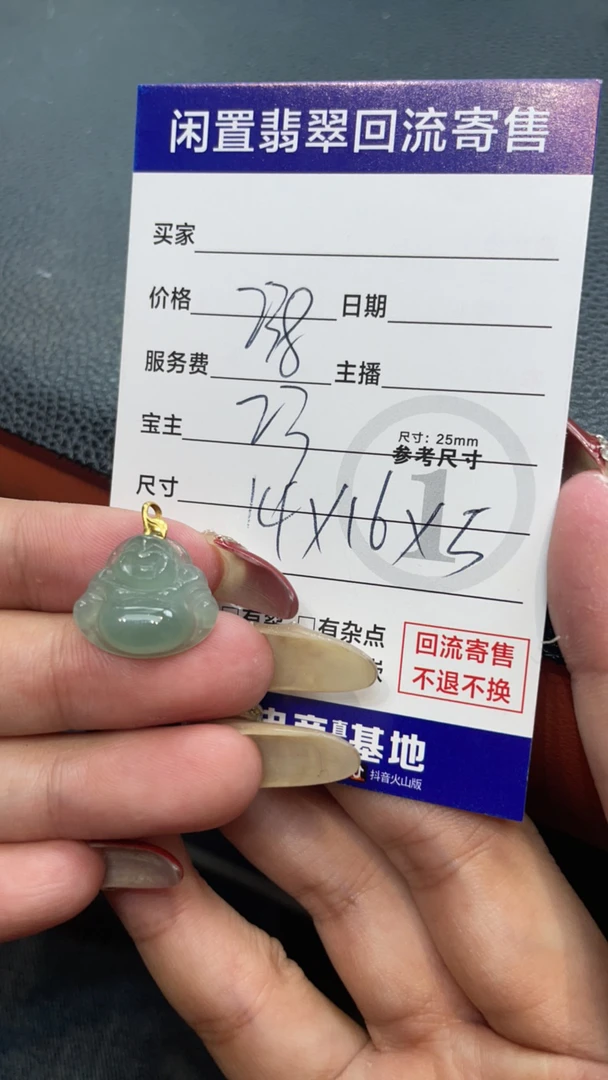 闲置翡翠回流寄售
买家
价格 738 日期
服务费 主播
宝主 73
尺寸：25mm
参考尺寸
尺寸 14X16X5
1
□有杂点
回流寄售
不退不换
基地
抖音火山版